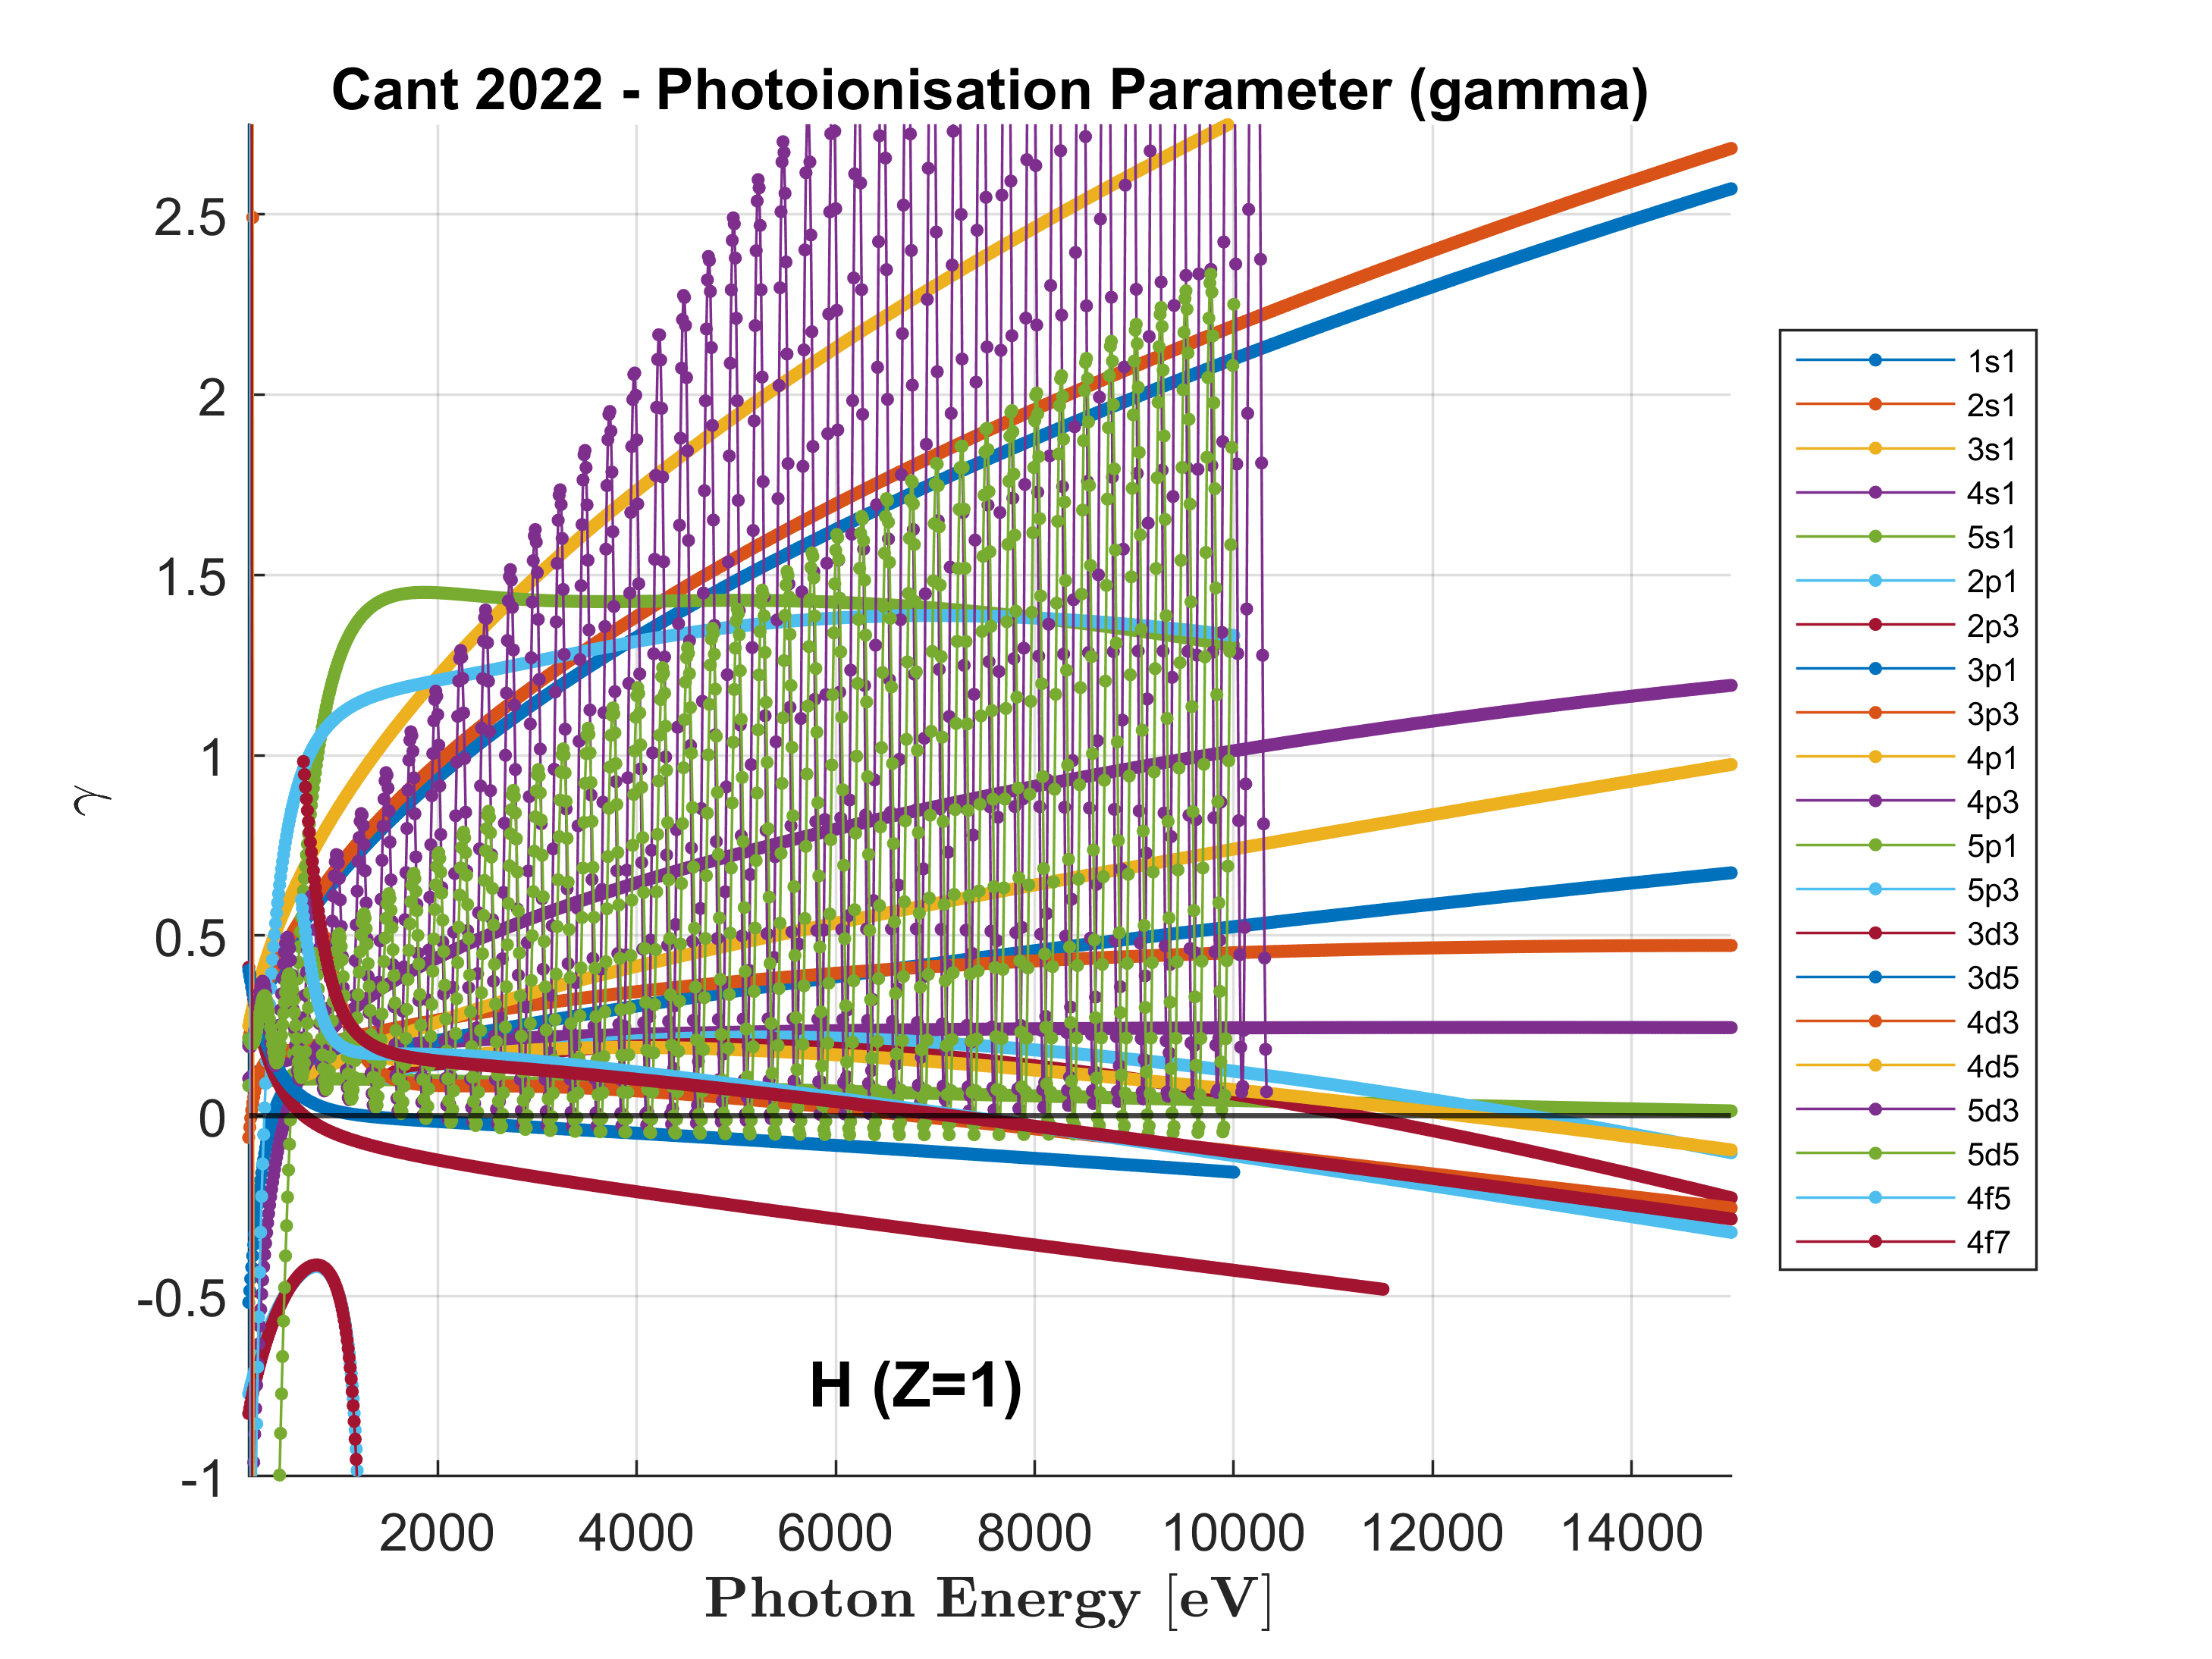 Cant 2022 - Photoionisation Parameter (gamma)
2.5
2
1.5
1
0.5
0
-0.5
-1
γ
H (Z=1)
2000 4000 6000 8000 10000 12000 14000
Photon Energy [eV]
1s1
2s1
3s1
4s1
5s1
2p1
2p3
3p1
3p3
4p1
4p3
5p1
5p3
3d3
3d5
4d3
4d5
5d3
5d5
4f5
4f7